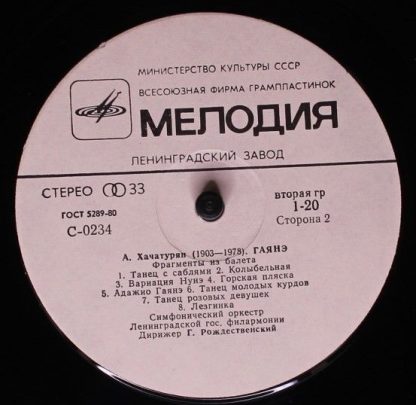 МИНИСТЕРСТВО КУЛЬТУРЫ СССР
ВСЕСОЮЗНАЯ ФИРМА ГРАМПЛАСТИНОК
МЕЛОДИЯ
ЛЕНИНГРАДСКИЙ ЗАВОД
СТЕРЕО 33
вторая гр
1-20
ГОСТ 5289-80
Сторона 2
С-0234
А. Хачатурян (1903—1978). ГАЯНЭ
Фрагменты из балета
1. Танец с саблями 2. Колыбельная
3. Вариация Нунэ 4. Горская пляска
5. Адажио Гаянэ 6. Танец молодых курдов
7. Танец розовых девушек
8. Лезгинка
Симфонический оркестр
Ленинградской гос. филармонии
Дирижер Г. Рождественский